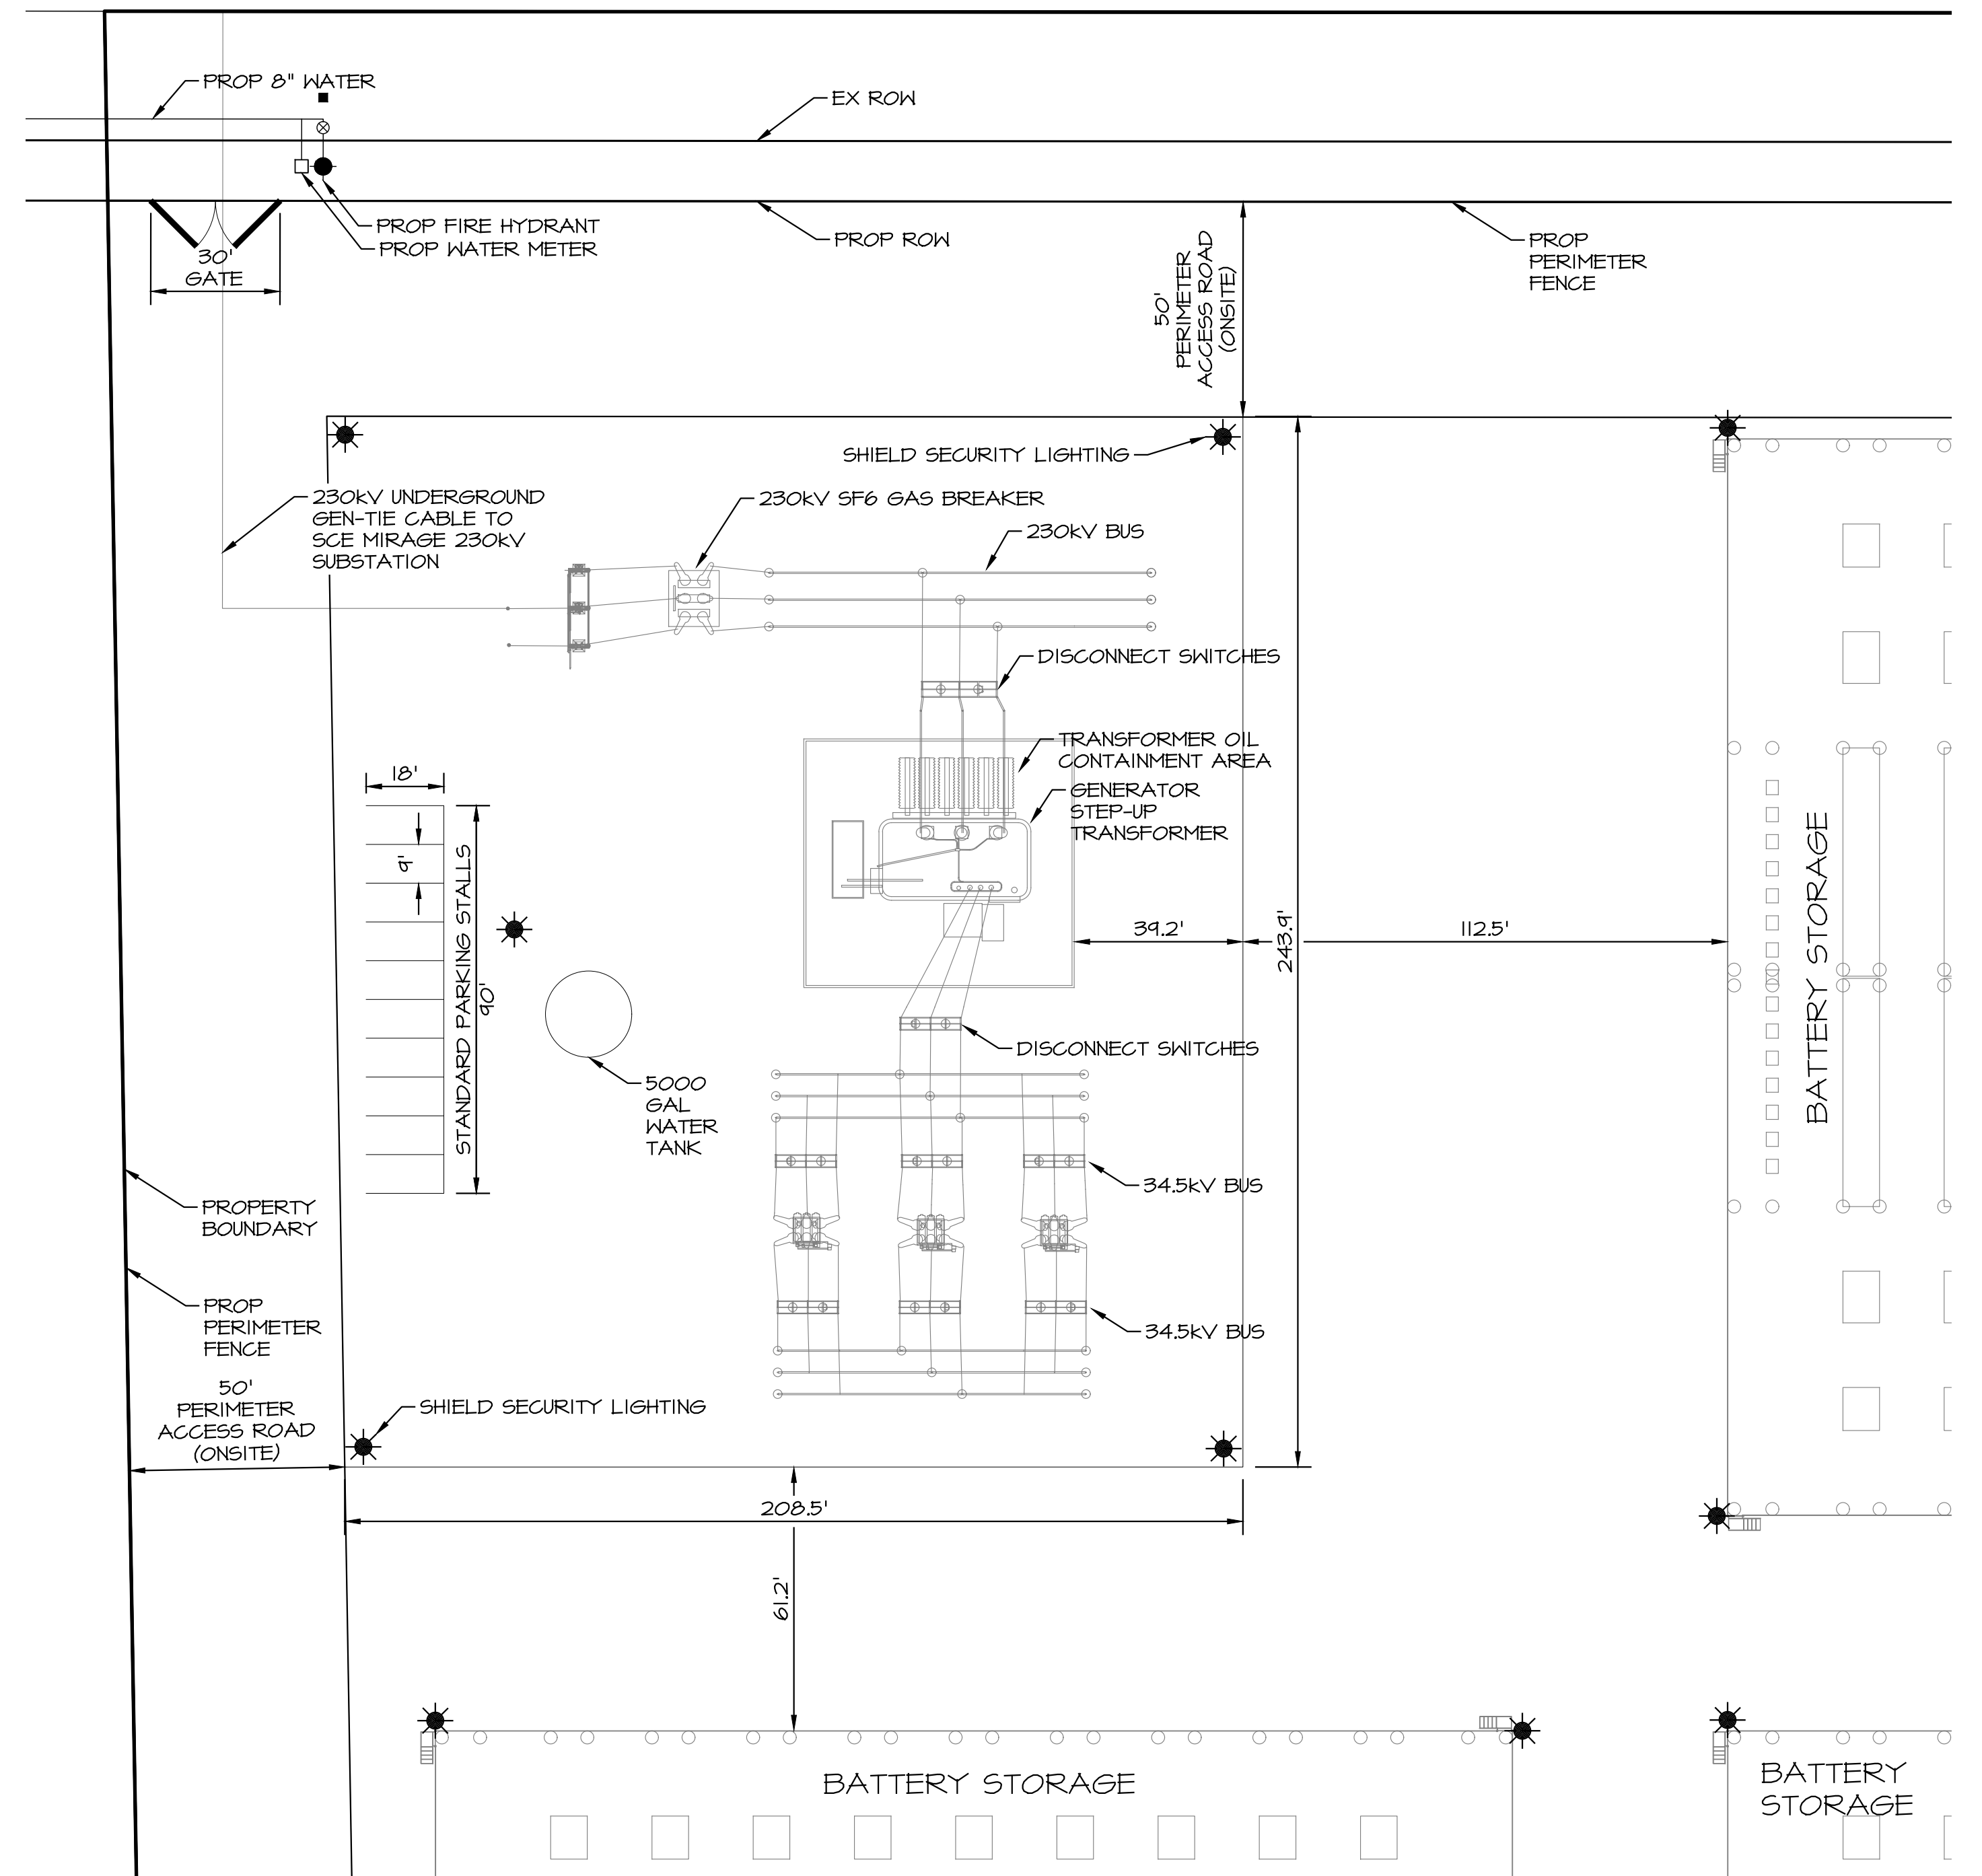 PROP 8" WATER
EX ROW
PROP FIRE HYDRANT
PROP WATER METER
30'
GATE
PROP ROW
50'
PERIMETER
ACCESS ROAD
(ONSITE)
PROP
PERIMETER
FENCE
SHIELD SECURITY LIGHTING
230kV UNDERGROUND
GEN-TIE CABLE TO
SCE MIRAGE 230kV
SUBSTATION
230kV SF6 GAS BREAKER
230kV BUS
DISCONNECT SWITCHES
TRANSFORMER OIL
CONTAINMENT AREA
GENERATOR
STEP-UP
TRANSFORMER
18'
9'
STANDARD PARKING STALLS
90'
39.2'
243.9'
112.5'
BATTERY STORAGE
DISCONNECT SWITCHES
5000
GAL
WATER
TANK
34.5kV BUS
PROPERTY
BOUNDARY
PROP
PERIMETER
FENCE
34.5kV BUS
50'
PERIMETER
ACCESS ROAD
(ONSITE)
SHIELD SECURITY LIGHTING
208.5'
61.2'
BATTERY STORAGE
BATTERY
STORAGE